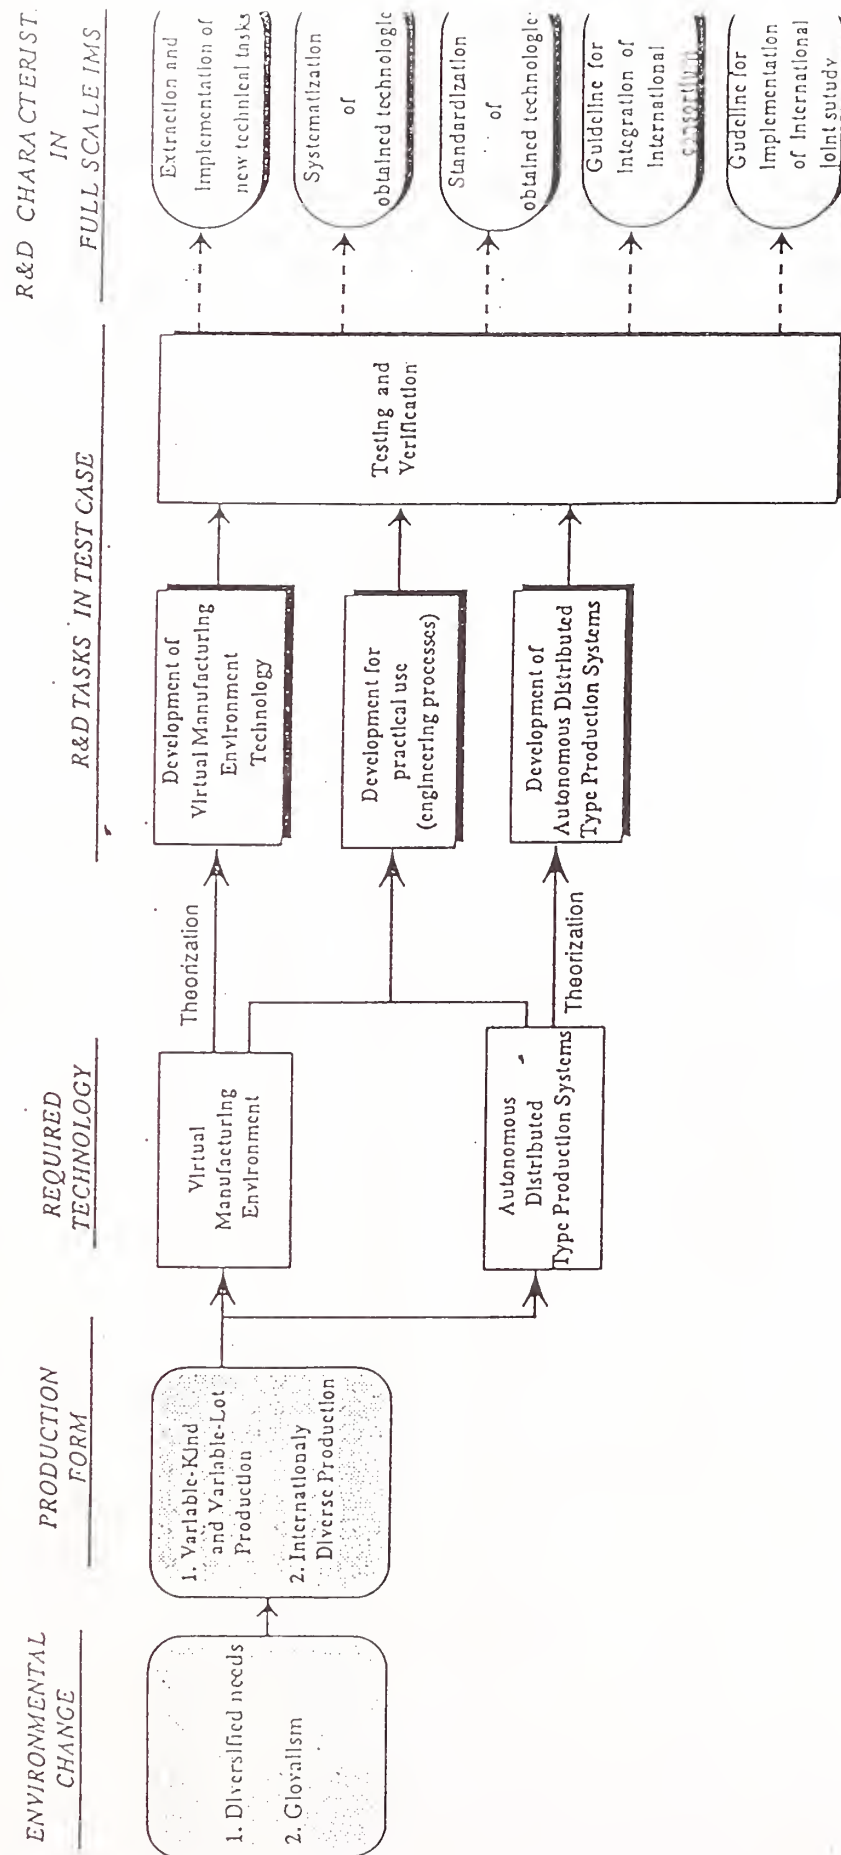 ENVIRONMENTAL
CHANGE
PRODUCTION
FORM
REQUIRED
TECHNOLOGY
R&D TASKS IN TEST CASE
R&D CHARACTERIST
IN
FULL SCALE IMS
1. Diversified needs
2. Glovalism
1. Variable-Kind
and Variable-Lot
Production
2. Internationaly
Diverse Production
Virtual
Manufacturing
Environment
Autonomous
Distributed
Type Production Systems
Theorization
Theorization
Development of
Virtual Manufacturing
Environment
Technology
Development for
practical use
(engineering processes)
Development of
Autonomous Distributed
Type Production Systems
Testing and
Verification
Extraction and
Implementation of
new technical tasks
Systematization
of
obtained technologie
Standardization
of
obtained technologie
Guideline for
Integration of
International
consortium
Gudeline for
Implementation
of International
joint sutudy